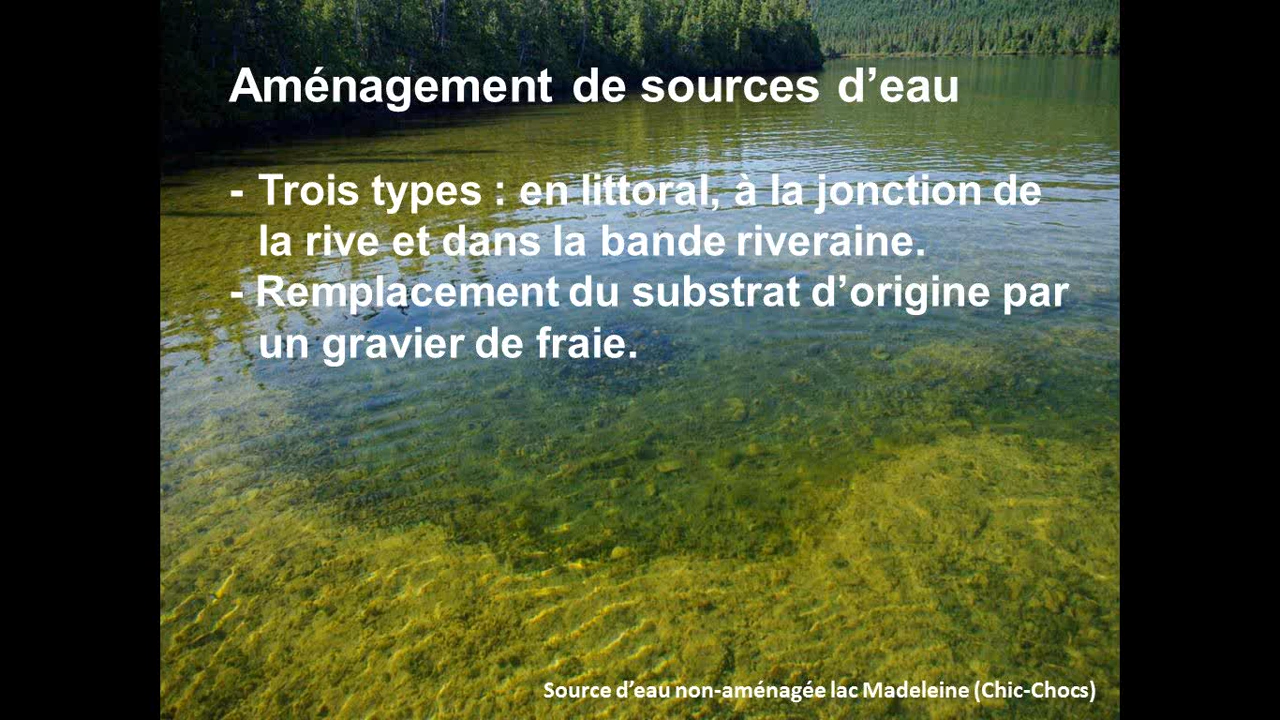 Aménagement de sources d’eau
- Trois types : en littoral, à la jonction de
la rive et dans la bande riveraine.
- Remplacement du substrat d’origine par
un gravier de fraie.
Source d’eau non-aménagée lac Madeleine (Chic-Chocs)